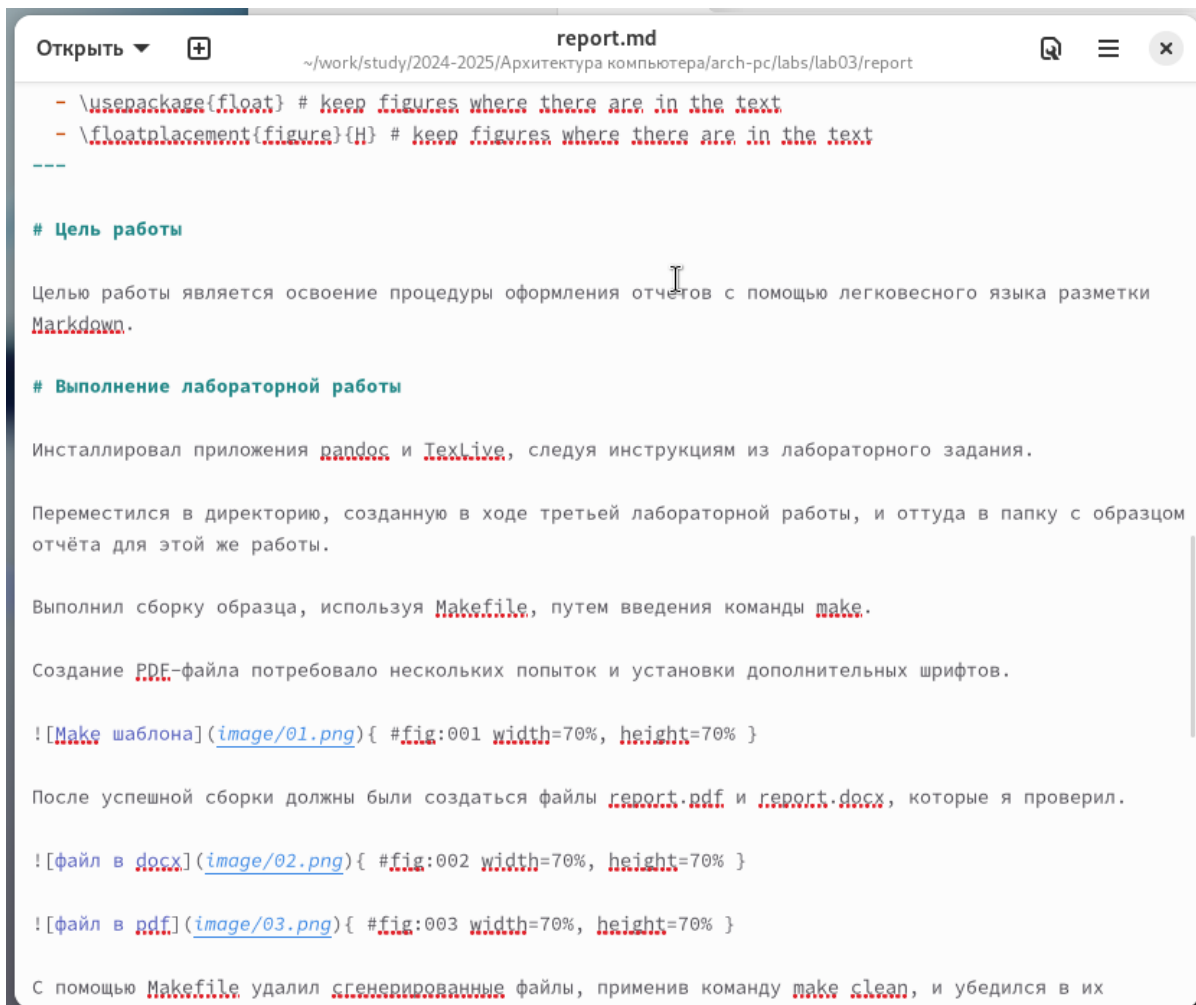 Открыть
report.md
~/work/study/2024-2025/Архитектура компьютера/arch-pc/labs/lab03/report
- \usepackage{float} # keep figures where there are in the text
- \floatplacement{figure}{H} # keep figures where there are in the text
---
# Цель работы
Целью работы является освоение процедуры оформления отчетов с помощью легковесного языка разметки
Markdown.
# Выполнение лабораторной работы
Инсталлировал приложения pandoc и TexLive, следуя инструкциям из лабораторного задания.
Переместился в директорию, созданную в ходе третьей лабораторной работы, и оттуда в папку с образцом
отчёта для этой же работы.
Выполнил сборку образца, используя Makefile, путем введения команды make.
Создание PDF-файла потребовало нескольких попыток и установки дополнительных шрифтов.
![Make шаблона](image/01.png){ #fig:001 width=70%, height=70% }
После успешной сборки должны были создаться файлы report.pdf и report.docx, которые я проверил.
![файл в docx](image/02.png){ #fig:002 width=70%, height=70% }
![файл в pdf](image/03.png){ #fig:003 width=70%, height=70% }
С помощью Makefile удалил сгенерированные файлы, применив команду make clean, и убедился в их